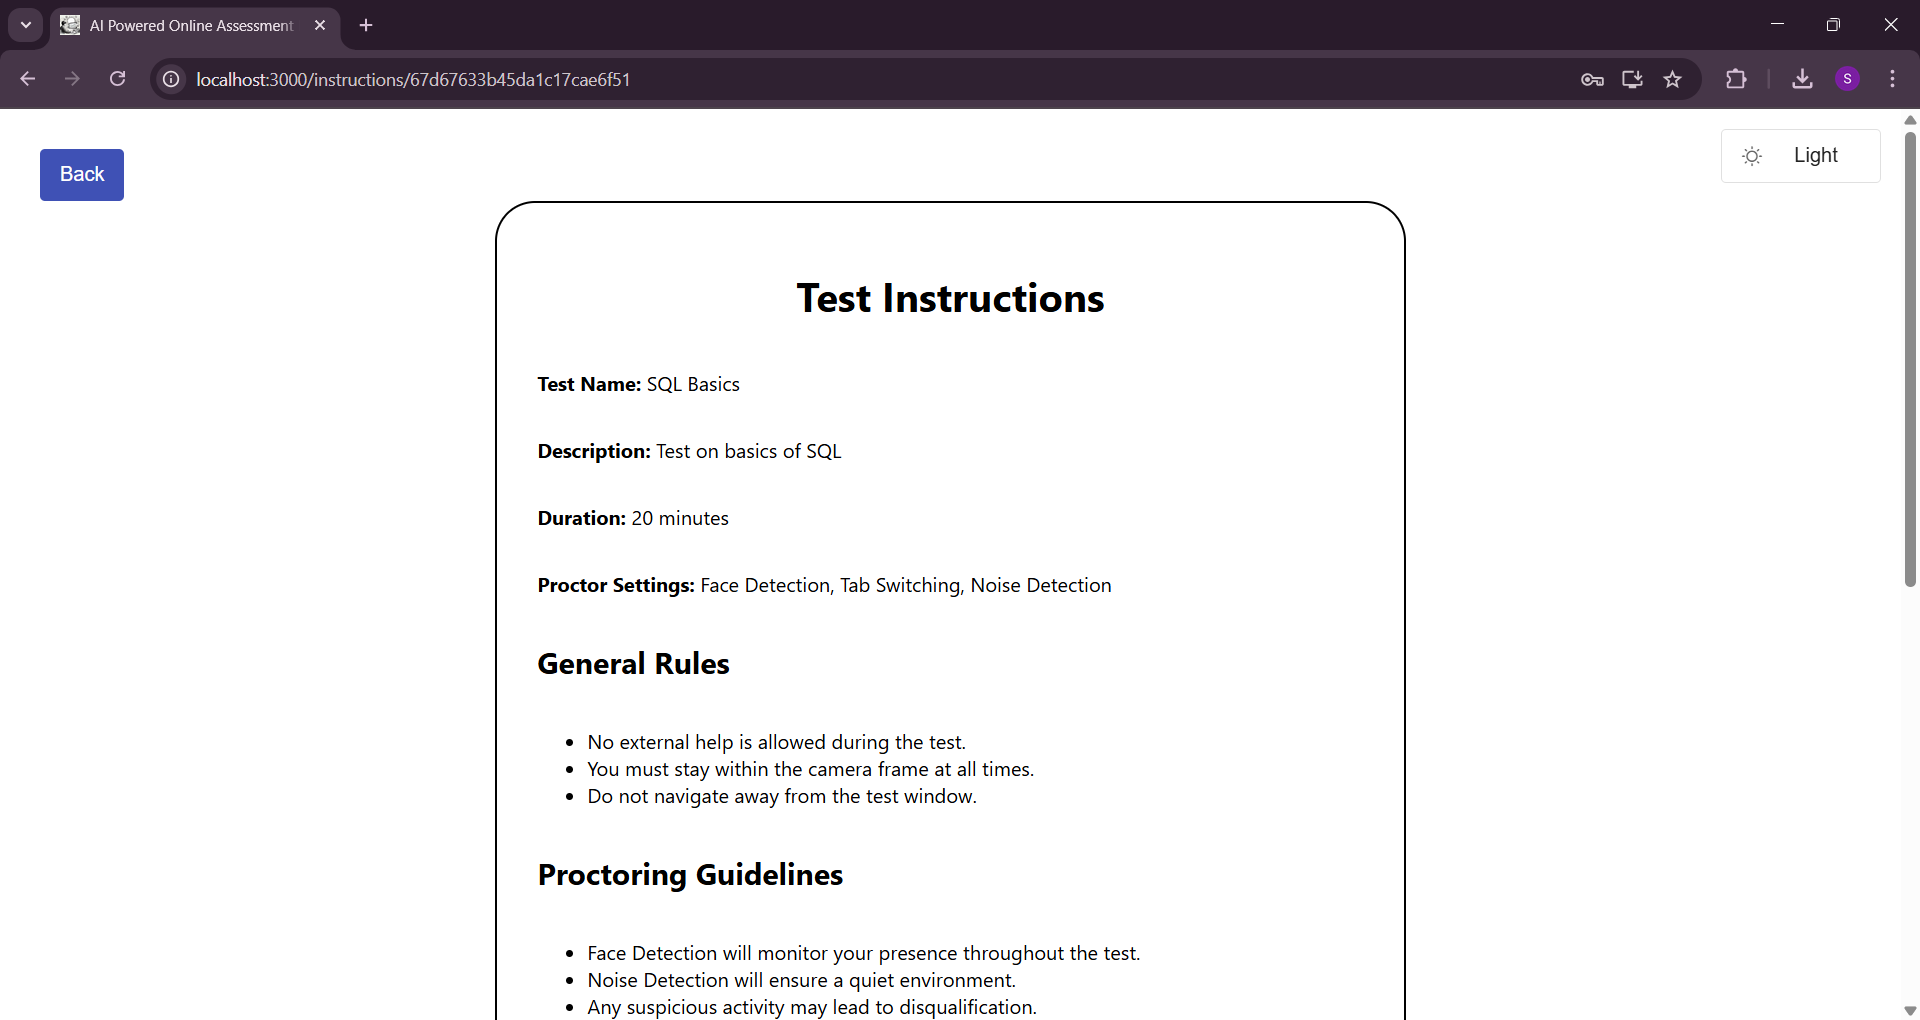 AI Powered Online Assessment
localhost:3000/instructions/67d67633b45da1c17cae6f51
S
Back
Light
Test Instructions
Test Name: SQL Basics
Description: Test on basics of SQL
Duration: 20 minutes
Proctor Settings: Face Detection, Tab Switching, Noise Detection
General Rules
• No external help is allowed during the test.
• You must stay within the camera frame at all times.
• Do not navigate away from the test window.
Proctoring Guidelines
• Face Detection will monitor your presence throughout the test.
• Noise Detection will ensure a quiet environment.
• Any suspicious activity may lead to disqualification.